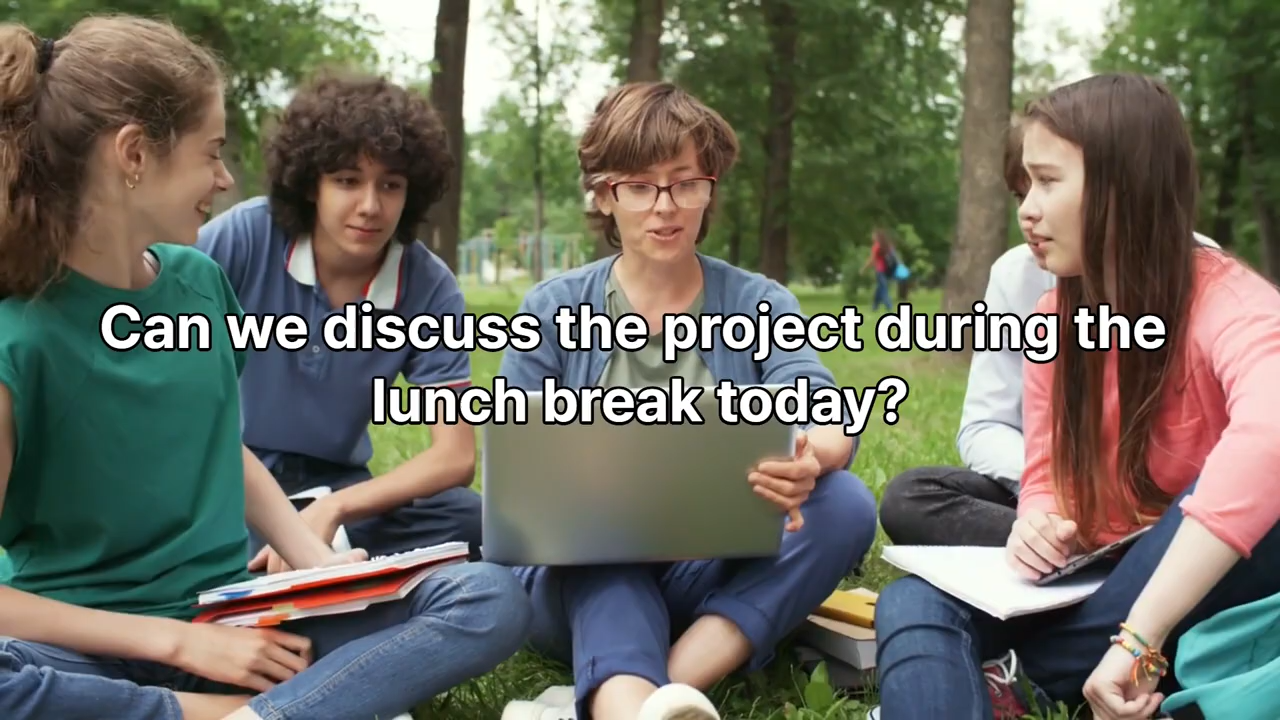 Can we discuss the project during the
lunch break today?